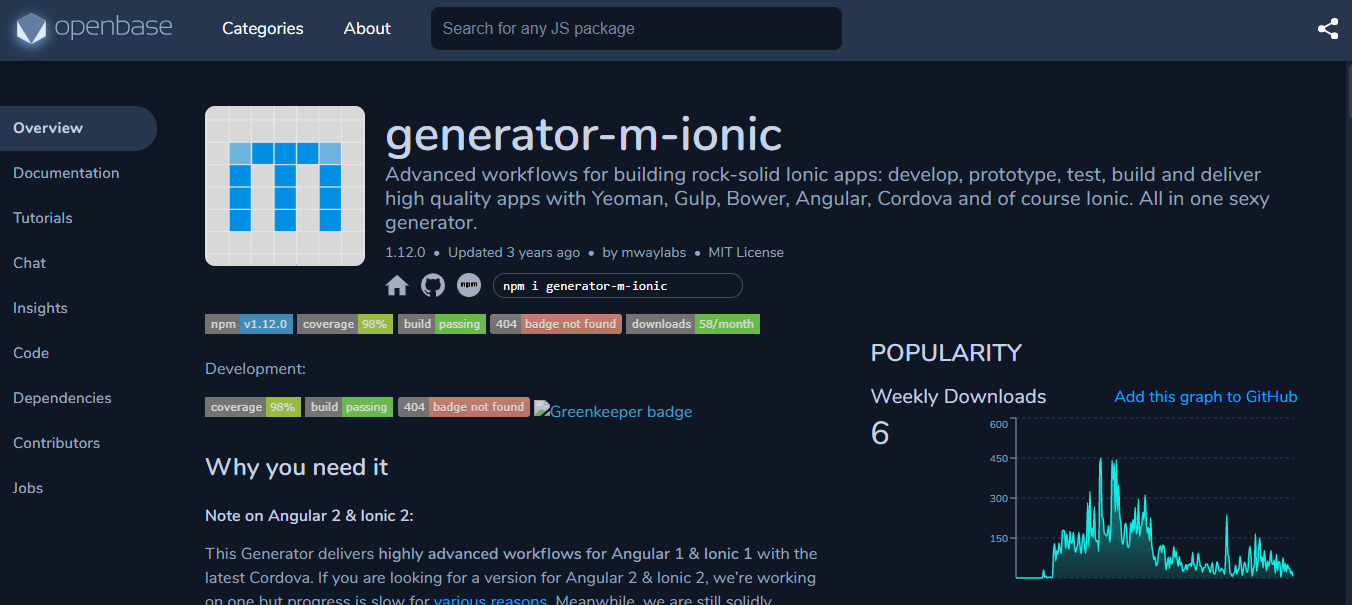 openbase
Categories
About
Search for any JS package
Overview
Documentation
Tutorials
Chat
Insights
Code
Dependencies
Contributors
Jobs
generator-m-ionic
Advanced workflows for building rock-solid Ionic apps: develop, prototype, test, build and deliver
high quality apps with Yeoman, Gulp, Bower, Angular, Cordova and of course Ionic. All in one sexy
generator.
1.12.0 • Updated 3 years ago • by mwaylabs • MIT License
npm
npm i generator-m-ionic
npm v1.12.0 coverage 98% build passing 404 badge not found downloads 58/month
Development:
coverage 98% build passing 404 badge not found Greenkeeper badge
Why you need it
Note on Angular 2 & Ionic 2:
This Generator delivers highly advanced workflows for Angular 1 & Ionic 1 with the
latest Cordova. If you are looking for a version for Angular 2 & Ionic 2, we're working
on one but progress is slow for various reasons. Meanwhile, we are still solidly
POPULARITY
Weekly Downloads
Add this graph to GitHub
6
600
450
300
150